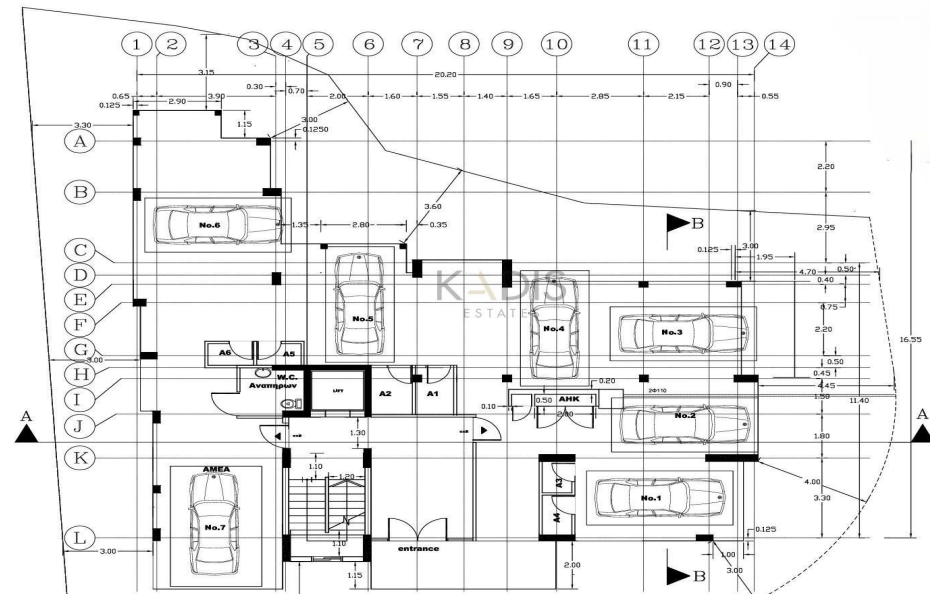 1 2 3 4 5 6 7 8 9 10 11 12 13 14
20.20
3.15
0.65 3.90 0.30 0.70 2.00 1.60 1.55 1.40 1.65 2.85 2.15 0.90 0.55
0.125 2.90
3.30 1.15 3.00 0.1250
A
2.20
B
3.60
No.6 1.35 2.80 0.35 B 2.95
C 0.125 3.00
1.95
D 4.70 0.50
KADIS 0.40
E
ESTATE 0.75
F
No.5 No.4 No.3 2.20
16.55
G A6 A5
3.00 0.50
H W.C. LIFT 0.45
Αναπηρων A2 A1 0.20 4.45
I 0.50 AHK 2Φ110 1.50
0.10 2.00 11.40
J No.2
A 1.30 1.80 A
K 1.10
AMEA 1.20 A3 4.00
3.30
No.1
A4
No.7 0.125
L 1.10 entrance 1.00
3.00 1.15 2.00 3.00
B